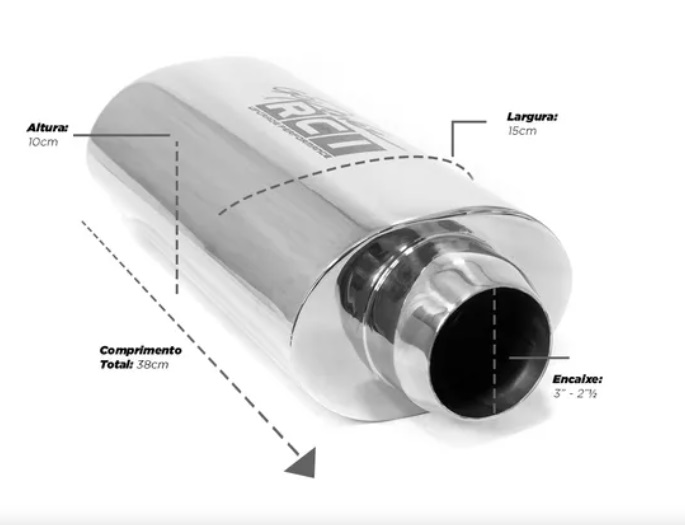 Altura:
10cm
Largura:
15cm
RCU
Comprimento
Total: 38cm
Encaixe:
3" - 2"½